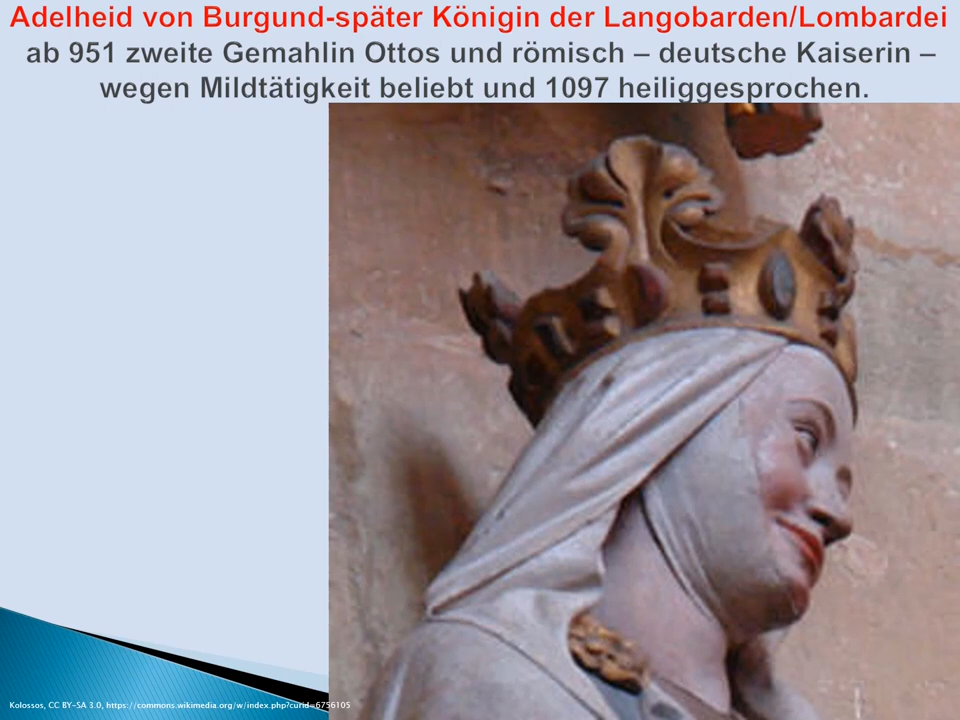 Adelheid von Burgund-später Königin der Langobarden/Lombardei
ab 951 zweite Gemahlin Ottos und römisch – deutsche Kaiserin –
wegen Mildtätigkeit beliebt und 1097 heiliggesprochen.
Kolossos, CC BY-SA 3.0, https://commons.wikimedia.org/w/index.php?curid=6756105